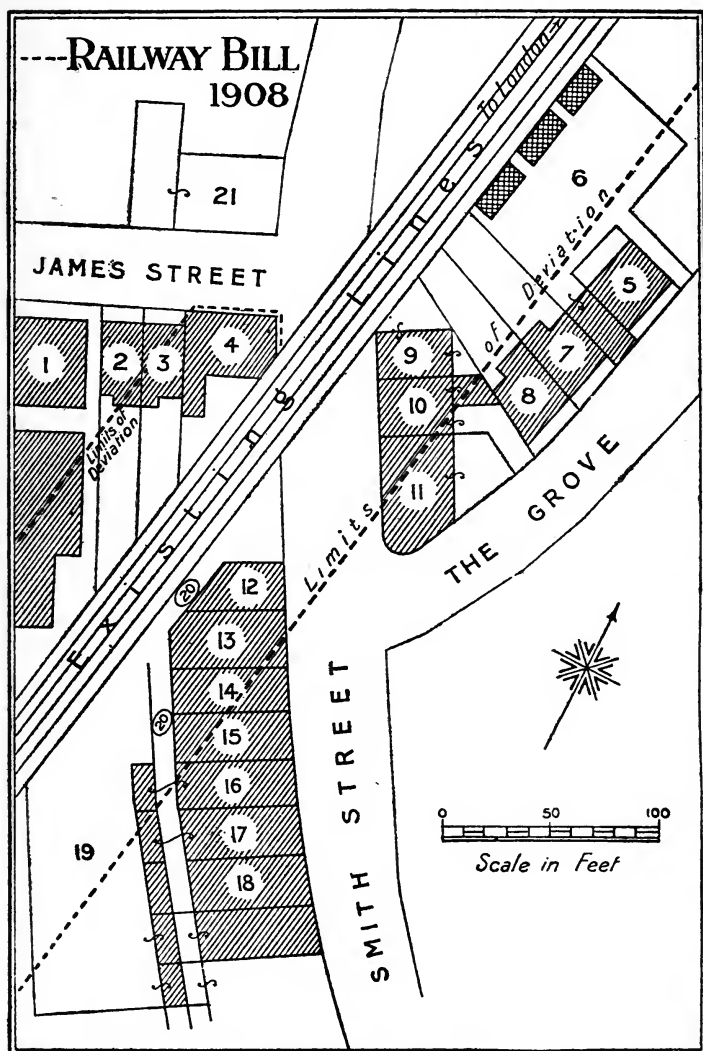 RAILWAY BILL
1908
To London
21
6
JAMES STREET
Existing Lines
Limits of Deviation
5
1
2
3
4
9
7
10
8
Limits of
Deviation
11
THE GROVE
20
12
13
14
20
15
16
17
18
19
SMITH STREET
0 50 100
Scale in Feet